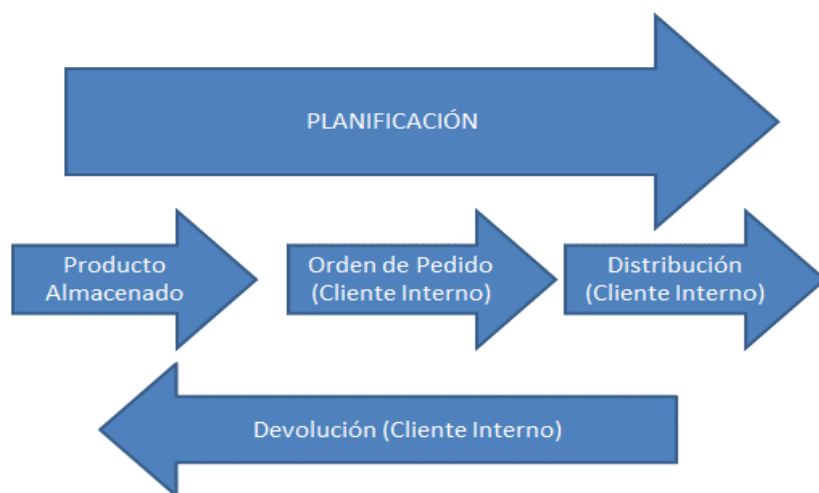 PLANIFICACIÓN
Producto
Almacenado
Orden de Pedido
(Cliente Interno)
Distribución
(Cliente Interno)
Devolución (Cliente Interno)